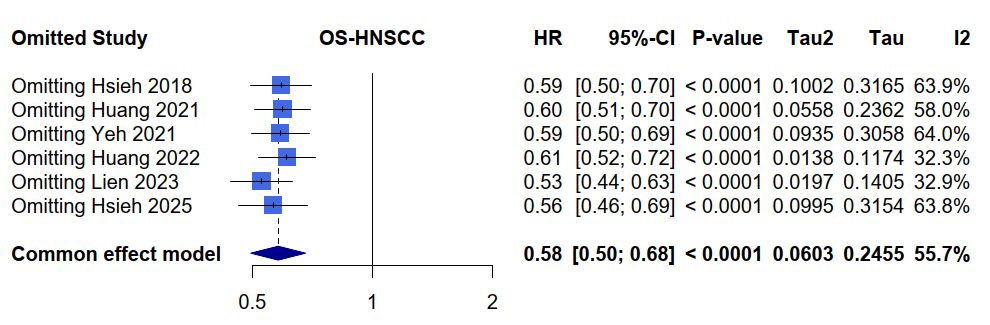 Omitted Study OS-HNSCC HR 95%-CI P-value Tau2 Tau I2
Omitting Hsieh 2018 0.59 [0.50; 0.70] < 0.0001 0.1002 0.3165 63.9%
Omitting Huang 2021 0.60 [0.51; 0.70] < 0.0001 0.0558 0.2362 58.0%
Omitting Yeh 2021 0.59 [0.50; 0.69] < 0.0001 0.0935 0.3058 64.0%
Omitting Huang 2022 0.61 [0.52; 0.72] < 0.0001 0.0138 0.1174 32.3%
Omitting Lien 2023 0.53 [0.44; 0.63] < 0.0001 0.0197 0.1405 32.9%
Omitting Hsieh 2025 0.56 [0.46; 0.69] < 0.0001 0.0995 0.3154 63.8%
Common effect model 0.58 [0.50; 0.68] < 0.0001 0.0603 0.2455 55.7%
0.5 1 2